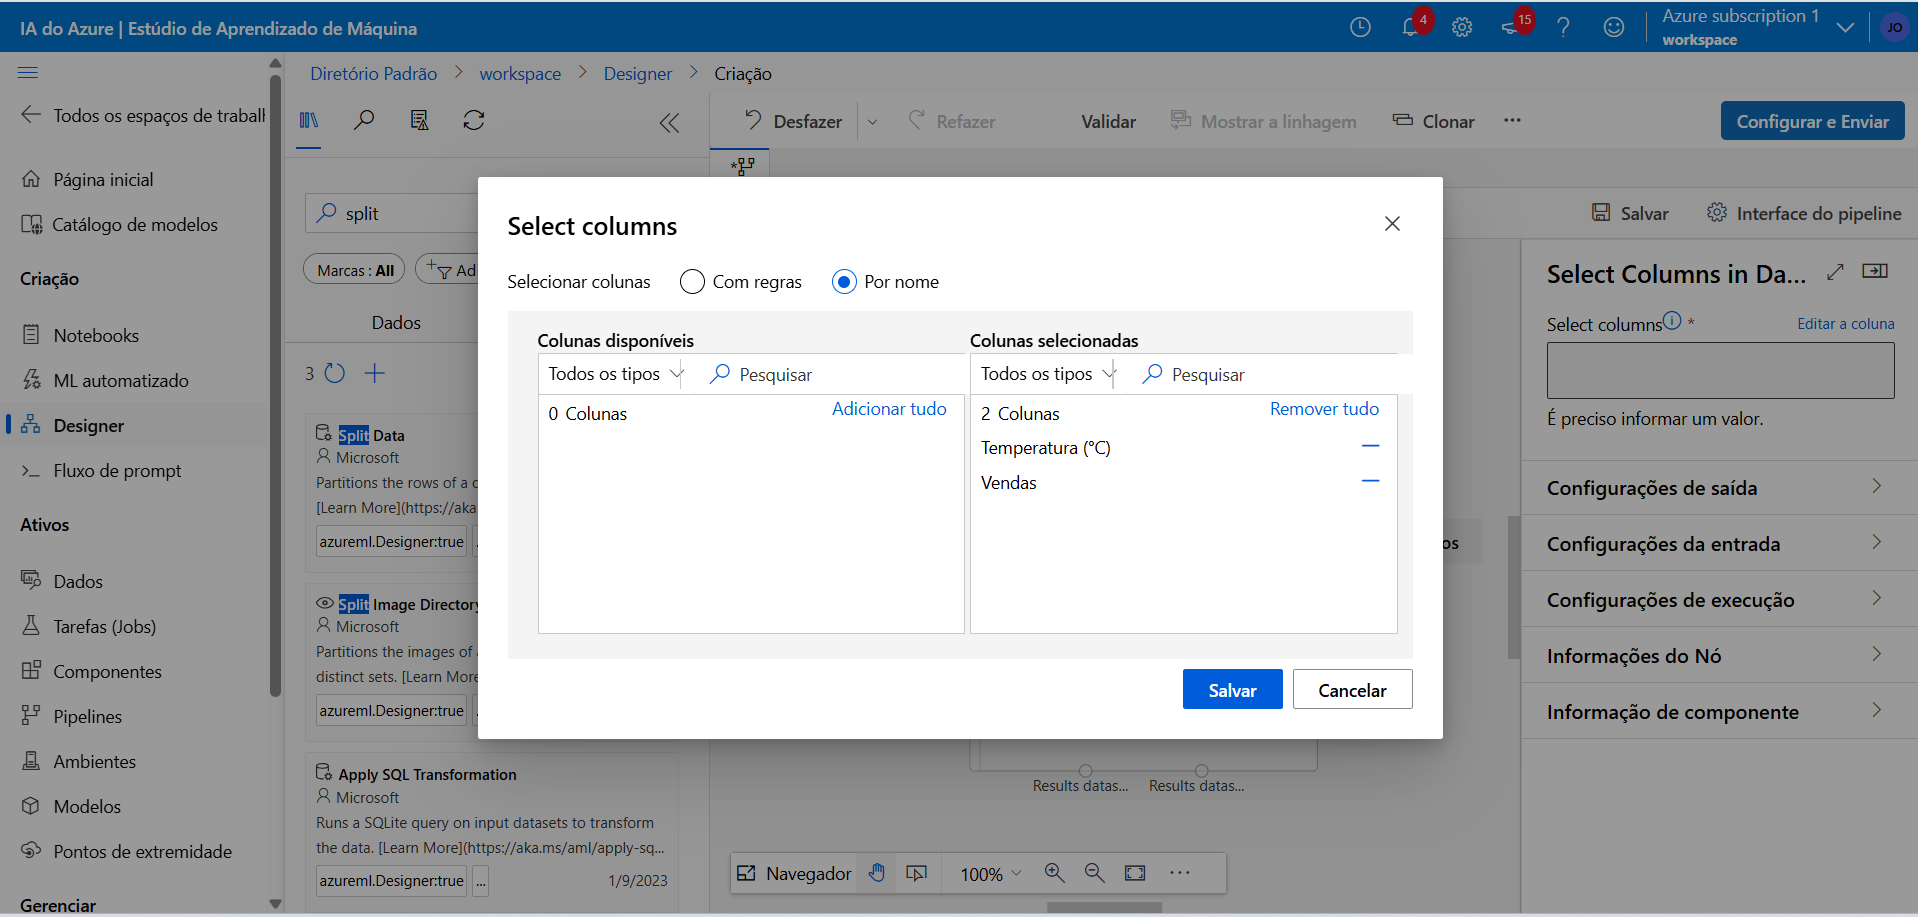 IA do Azure | Estúdio de Aprendizado de Máquina
4
15
?
Azure subscription 1
workspace
JO
Todos os espaços de trabalh
Página inicial
Catálogo de modelos
Criação
Notebooks
ML automatizado
Designer
Fluxo de prompt
Ativos
Dados
Tarefas (Jobs)
Componentes
Pipelines
Ambientes
Modelos
Pontos de extremidade
Gerenciar
Diretório Padrão > workspace > Designer > Criação
Desfazer
Refazer
Validar
Mostrar a linhagem
Clonar
...
Configurar e Enviar
split
Marcas : All
Ad
Dados
3
Split Data
Microsoft
Partitions the rows of a d
[Learn More](https://aka
azureml.Designer:true
Split Image Directory
Microsoft
Partitions the images of
distinct sets. [Learn More
azureml.Designer:true
Apply SQL Transformation
Microsoft
Runs a SQLite query on input datasets to transform
the data. [Learn More](https://aka.ms/aml/apply-sq...
azureml.Designer:true ... 1/9/2023
Select columns
Selecionar colunas Com regras Por nome
Colunas disponíveis
Todos os tipos Pesquisar
0 Colunas Adicionar tudo
Colunas selecionadas
Todos os tipos Pesquisar
2 Colunas Remover tudo
Temperatura (°C)
Vendas
Salvar Cancelar
os
Results datas... Results datas...
Navegador 100% ...
Salvar Interface do pipeline
Select Columns in Da...
Select columns * Editar a coluna
É preciso informar um valor.
Configurações de saída
Configurações da entrada
Configurações de execução
Informações do Nó
Informação de componente